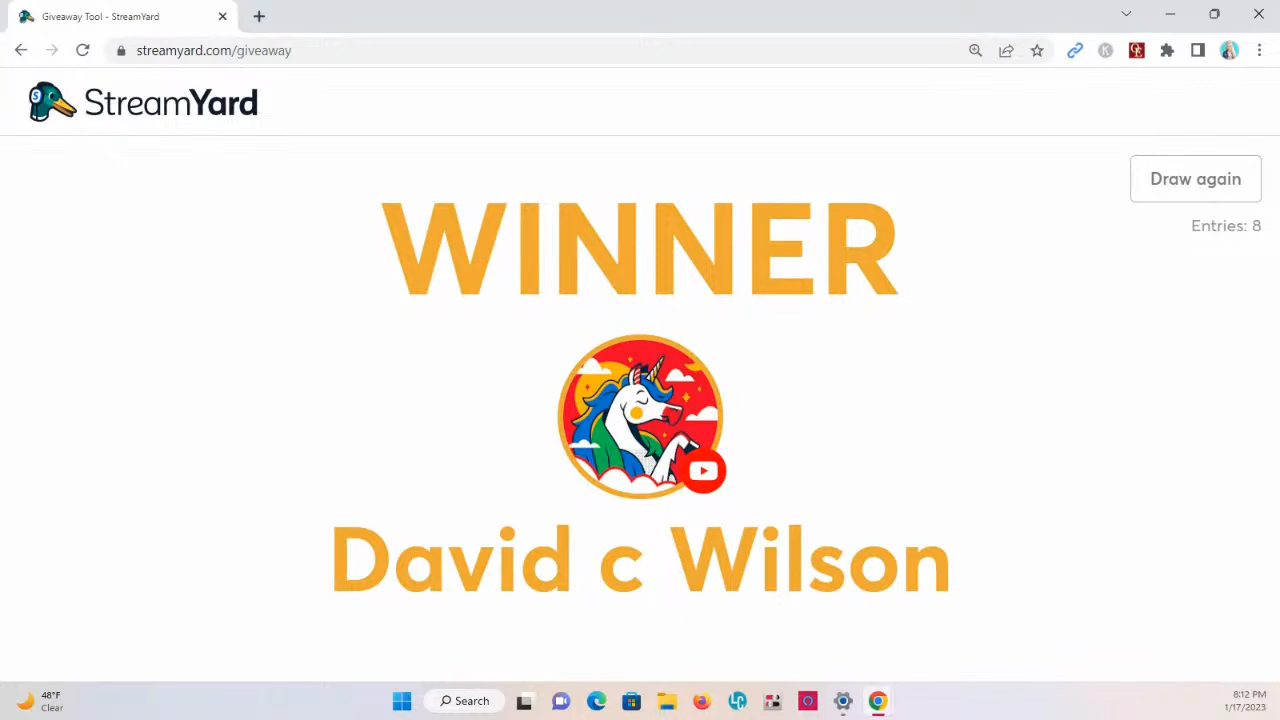 Giveaway Tool - StreamYard
streamyard.com/giveaway
StreamYard
Draw again
Entries: 8
WINNER
David c Wilson
48°F
Clear
Search
8:12 PM
1/17/2023